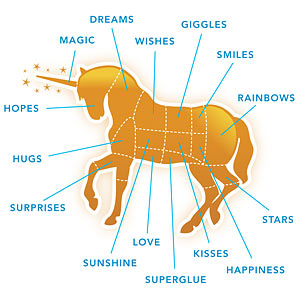 DREAMS
GIGGLES
MAGIC
WISHES
SMILES
RAINBOWS
HOPES
HUGS
SURPRISES
STARS
LOVE
KISSES
SUNSHINE
HAPPINESS
SUPERGLUE